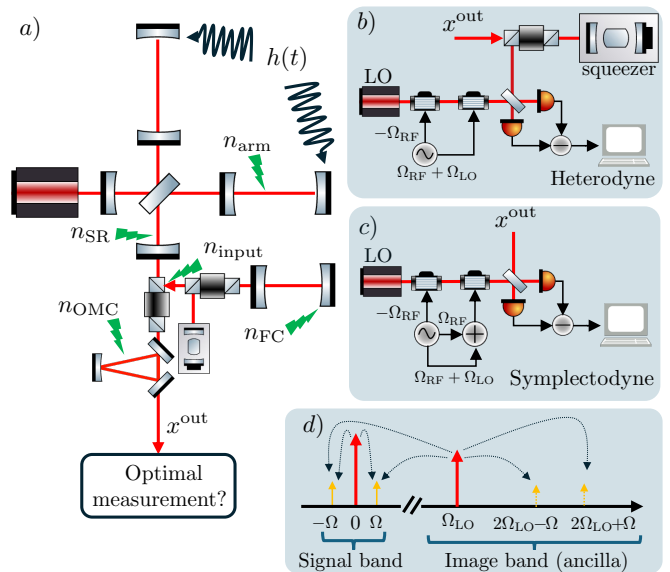 a)
h(t)
n_arm
n_SR
n_input
n_OMC
n_FC
x^out
Optimal
measurement?
b)
x^out
squeezer
LO
−Ω_RF
Ω_RF + Ω_LO
Heterodyne
c)
x^out
LO
−Ω_RF
Ω_RF
Ω_RF + Ω_LO
Symplectodyne
d)
−Ω 0 Ω Ω_LO 2Ω_LO−Ω 2Ω_LO+Ω
Signal band Image band (ancilla)